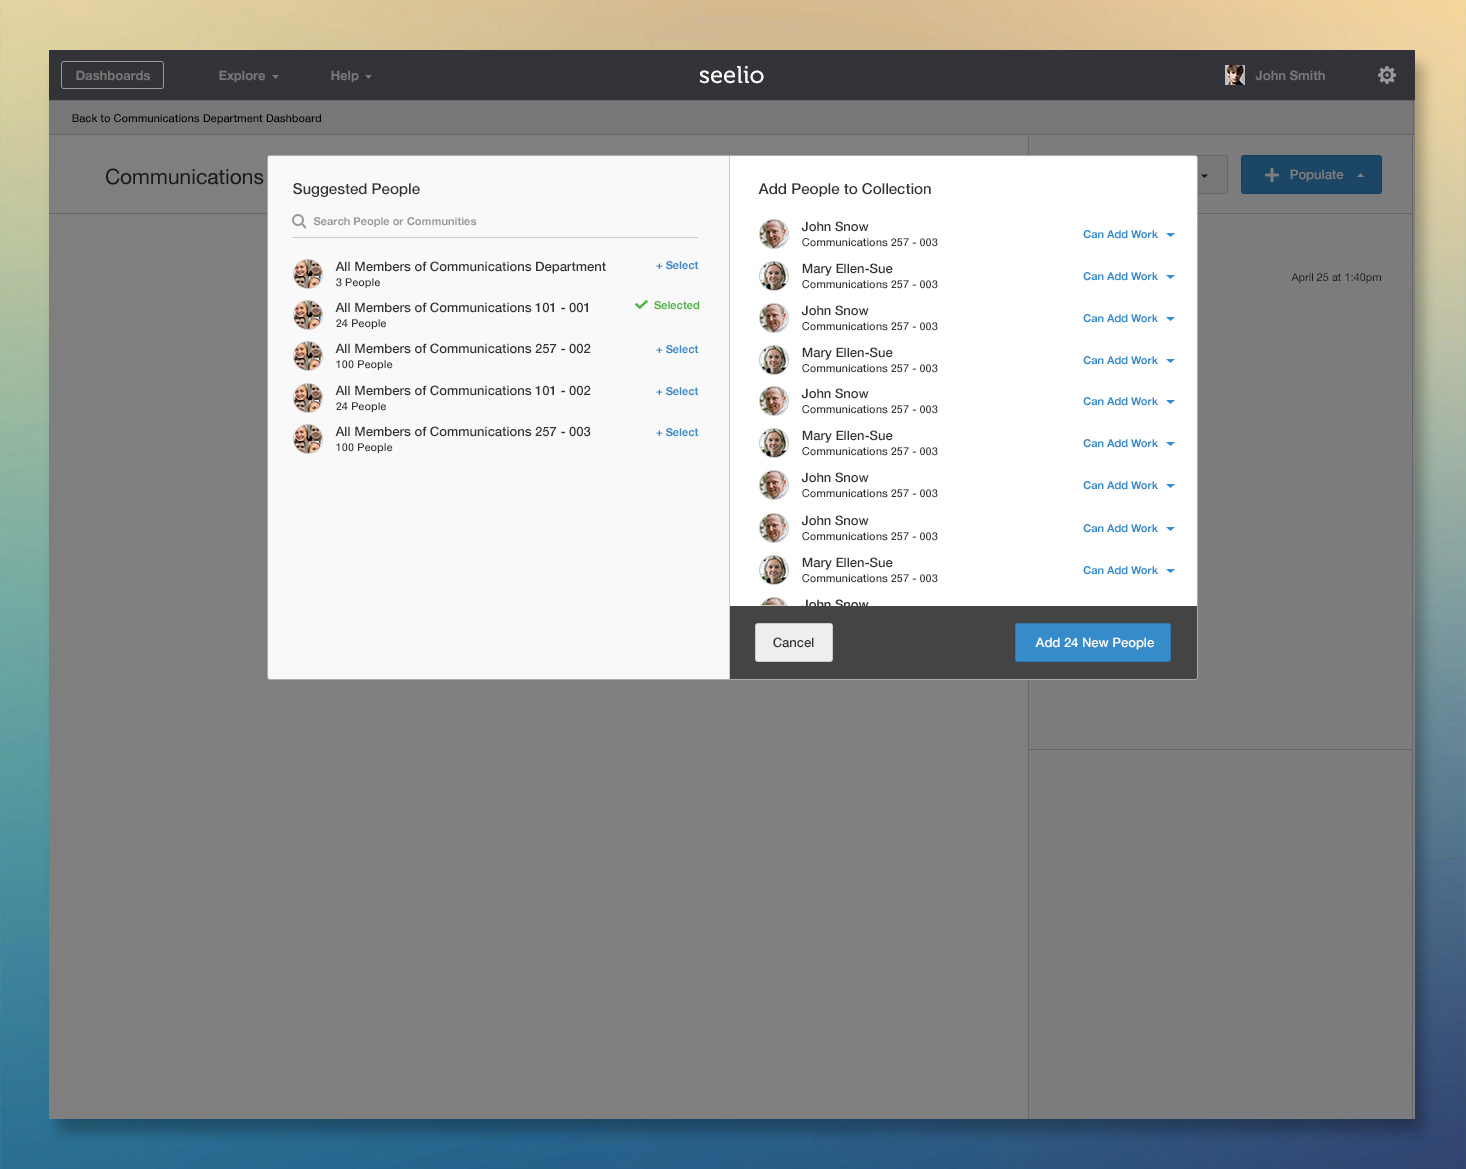 Dashboards
Explore
Help
seelio
John Smith
Back to Communications Department Dashboard
Communications
Populate
April 25 at 1:40pm
Suggested People
Search People or Communities
All Members of Communications Department
+ Select
3 People
All Members of Communications 101 - 001
Selected
24 People
All Members of Communications 257 - 002
+ Select
100 People
All Members of Communications 101 - 002
+ Select
24 People
All Members of Communications 257 - 003
+ Select
100 People
Add People to Collection
John Snow
Communications 257 - 003
Can Add Work
Mary Ellen-Sue
Communications 257 - 003
Can Add Work
John Snow
Communications 257 - 003
Can Add Work
Mary Ellen-Sue
Communications 257 - 003
Can Add Work
John Snow
Communications 257 - 003
Can Add Work
Mary Ellen-Sue
Communications 257 - 003
Can Add Work
John Snow
Communications 257 - 003
Can Add Work
John Snow
Communications 257 - 003
Can Add Work
Mary Ellen-Sue
Communications 257 - 003
Can Add Work
John Snow
Cancel
Add 24 New People